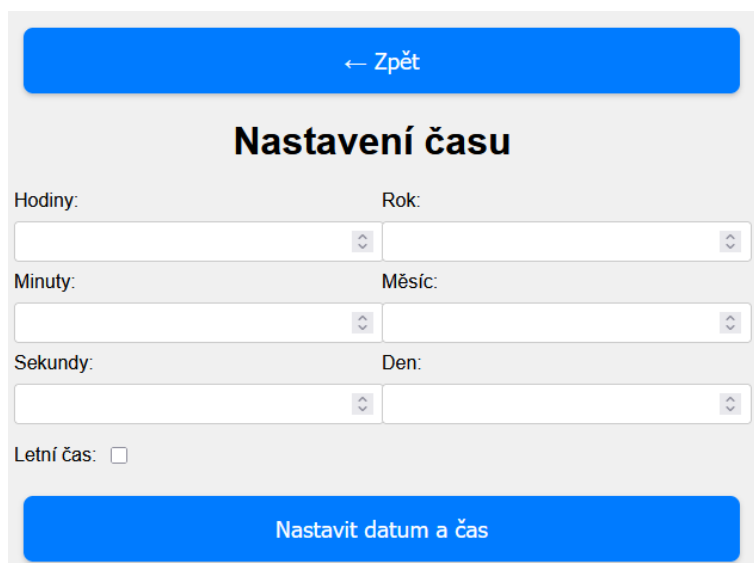 ← Zpět
Nastavení času
Hodiny: Rok:
Minuty: Měsíc:
Sekundy: Den:
Letní čas:
Nastavit datum a čas